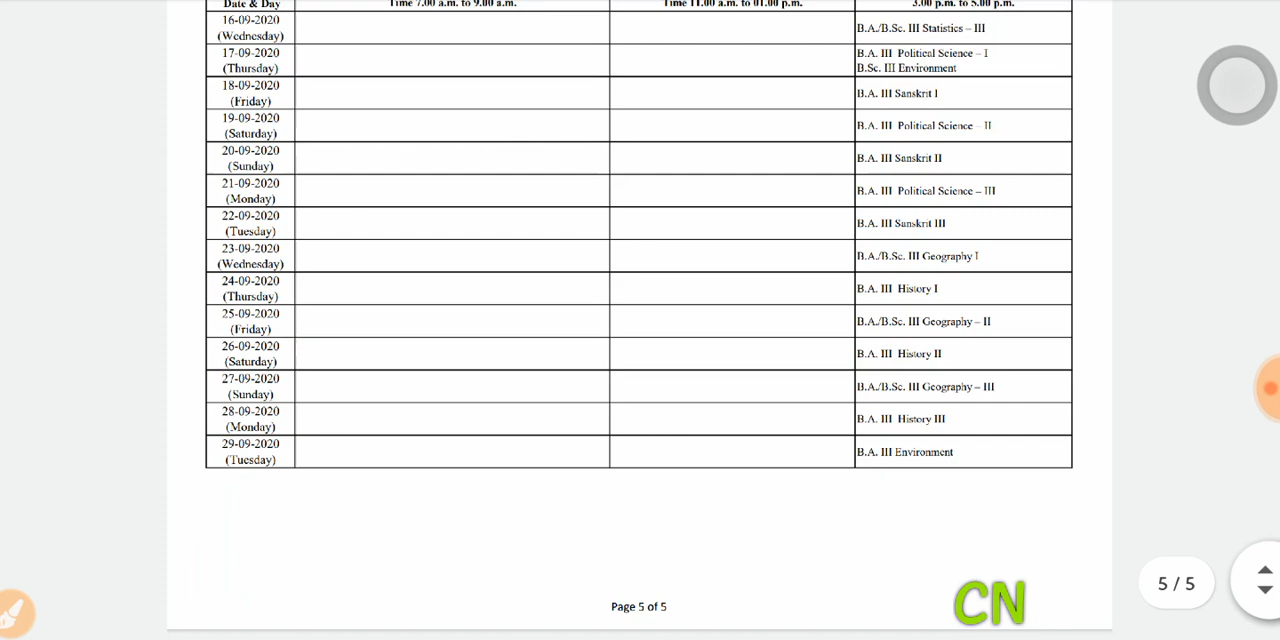 Date & Day Time 7.00 a.m. to 9.00 a.m. Time 11.00 a.m. to 01.00 p.m. 3.00 p.m. to 5.00 p.m.
16-09-2020
(Wednesday)
B.A./B.Sc. III Statistics – III
17-09-2020
(Thursday)
B.A. III Political Science – I
B.Sc. III Environment
18-09-2020
(Friday)
B.A. III Sanskrit I
19-09-2020
(Saturday)
B.A. III Political Science – II
20-09-2020
(Sunday)
B.A. III Sanskrit II
21-09-2020
(Monday)
B.A. III Political Science – III
22-09-2020
(Tuesday)
B.A. III Sanskrit III
23-09-2020
(Wednesday)
B.A./B.Sc. III Geography I
24-09-2020
(Thursday)
B.A. III History I
25-09-2020
(Friday)
B.A./B.Sc. III Geography – II
26-09-2020
(Saturday)
B.A. III History II
27-09-2020
(Sunday)
B.A./B.Sc. III Geography – III
28-09-2020
(Monday)
B.A. III History III
29-09-2020
(Tuesday)
B.A. III Environment
5 / 5
Page 5 of 5
CN